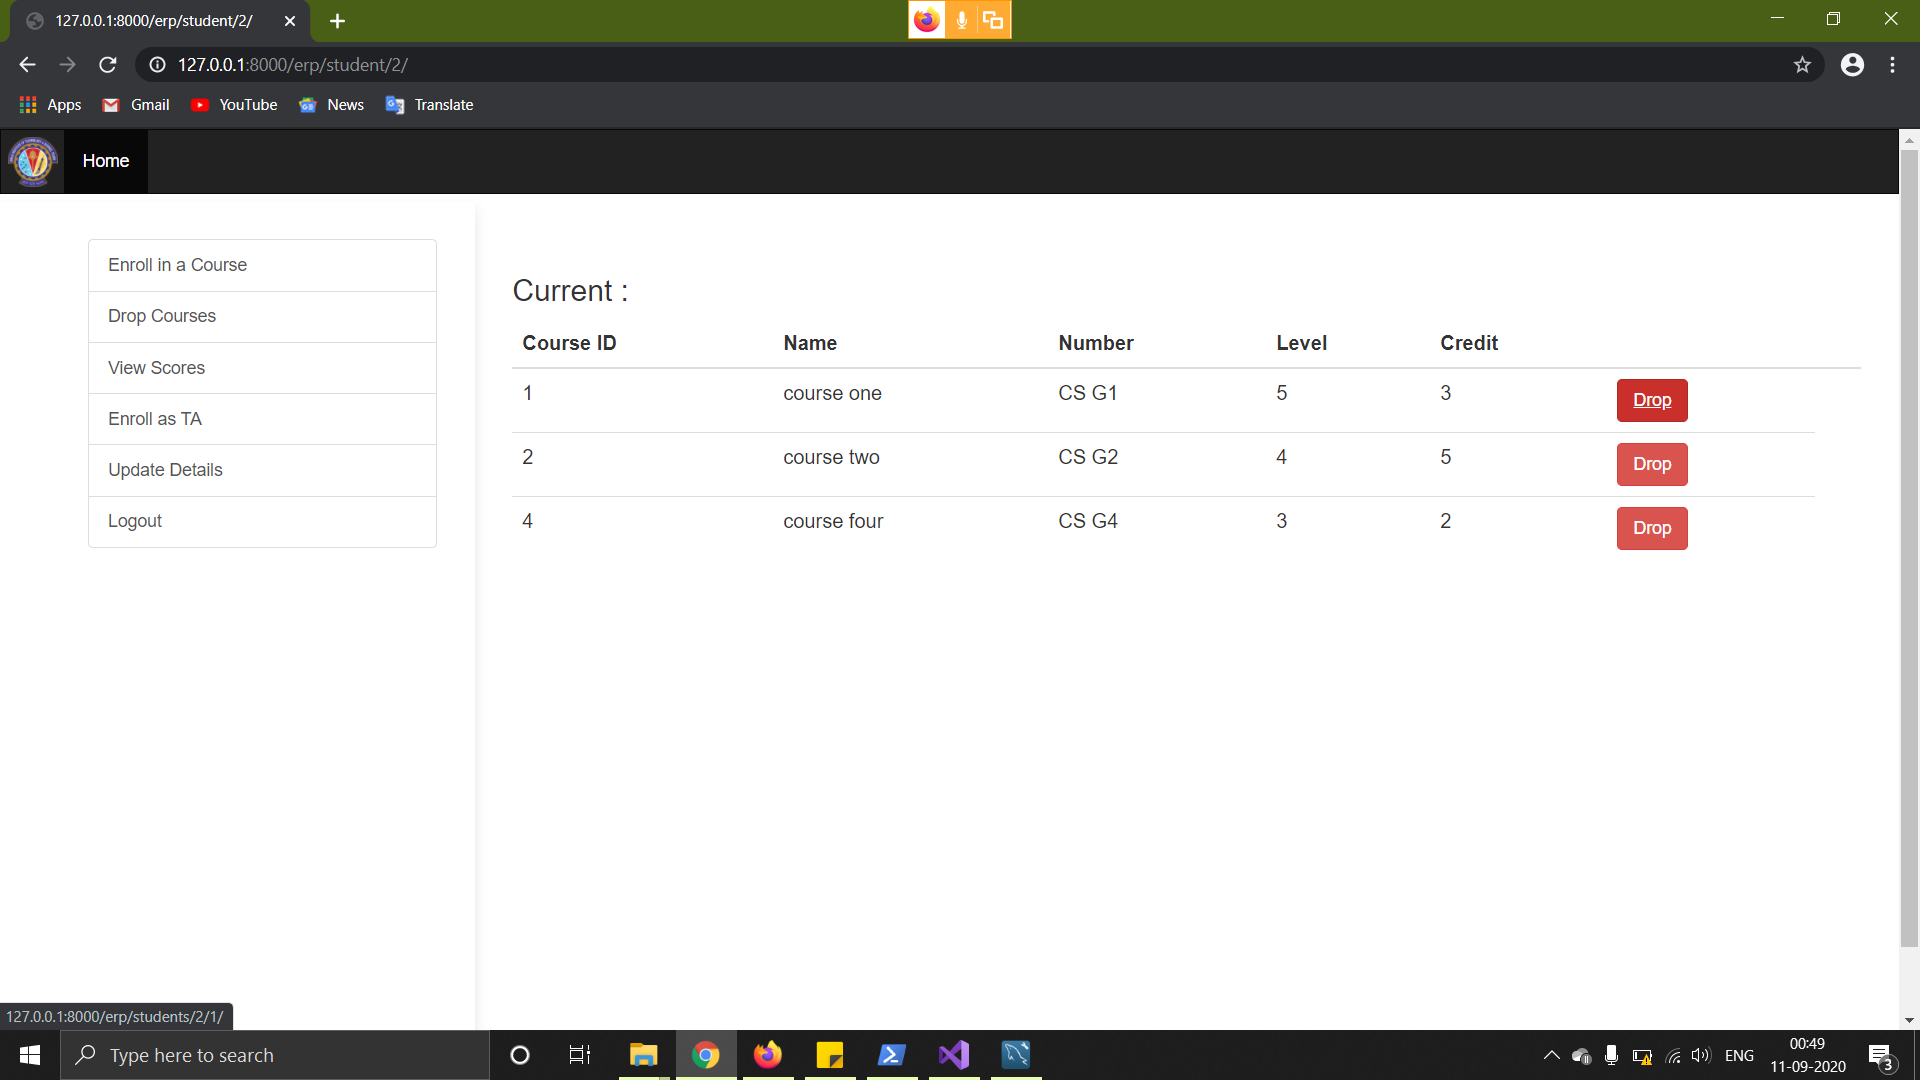 127.0.0.1:8000/erp/student/2/
127.0.0.1:8000/erp/student/2/
Apps Gmail YouTube News Translate
Home
Enroll in a Course
Drop Courses
View Scores
Enroll as TA
Update Details
Logout
Current :
Course ID Name Number Level Credit
1 course one CS G1 5 3 Drop
2 course two CS G2 4 5 Drop
4 course four CS G4 3 2 Drop
127.0.0.1:8000/erp/students/2/1/
Type here to search
ENG
00:49
11-09-2020
3